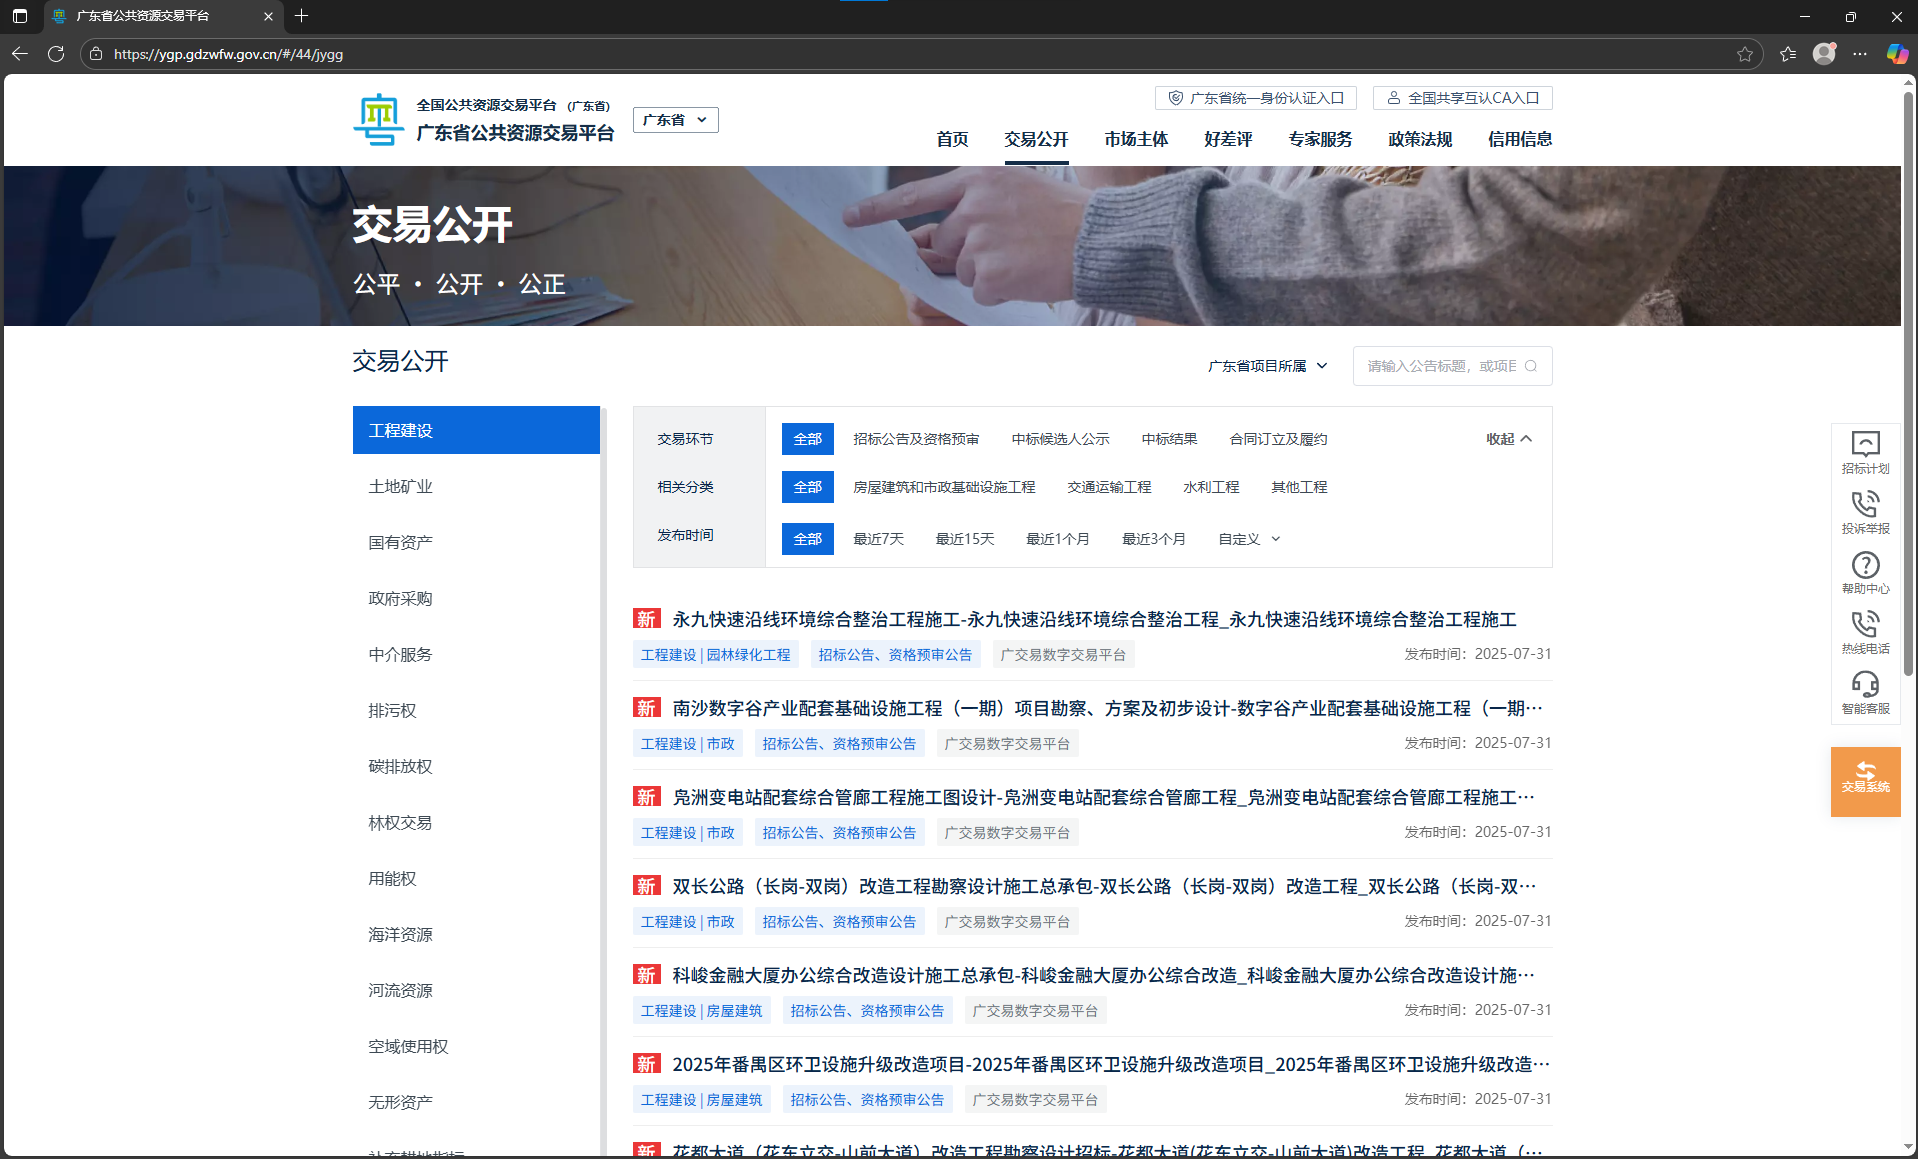 广东省公共资源交易平台
https://ygp.gdzwfw.gov.cn/#/44/jygg
全国公共资源交易平台 (广东省)
广东省公共资源交易平台
广东省
广东省统一身份认证入口
全国共享互认CA入口
首页 交易公开 市场主体 好差评 专家服务 政策法规 信用信息
交易公开
公平 · 公开 · 公正
交易公开
广东省项目所属
请输入公告标题，或项目
工程建设
土地矿业
国有资产
政府采购
中介服务
排污权
碳排放权
林权交易
用能权
海洋资源
河流资源
空域使用权
无形资产
补充耕地指标
交易环节 全部 招标公告及资格预审 中标候选人公示 中标结果 合同订立及履约 收起
相关分类 全部 房屋建筑和市政基础设施工程 交通运输工程 水利工程 其他工程
发布时间 全部 最近7天 最近15天 最近1个月 最近3个月 自定义
新 永九快速沿线环境综合整治工程施工-永九快速沿线环境综合整治工程_永九快速沿线环境综合整治工程施工
工程建设 | 园林绿化工程 招标公告、资格预审公告 广交易数字交易平台 发布时间：2025-07-31
新 南沙数字谷产业配套基础设施工程（一期）项目勘察、方案及初步设计-数字谷产业配套基础设施工程（一期…
工程建设 | 市政 招标公告、资格预审公告 广交易数字交易平台 发布时间：2025-07-31
新 凫洲变电站配套综合管廊工程施工图设计-凫洲变电站配套综合管廊工程_凫洲变电站配套综合管廊工程施工…
工程建设 | 市政 招标公告、资格预审公告 广交易数字交易平台 发布时间：2025-07-31
新 双长公路（长岗-双岗）改造工程勘察设计施工总承包-双长公路（长岗-双岗）改造工程_双长公路（长岗-双…
工程建设 | 市政 招标公告、资格预审公告 广交易数字交易平台 发布时间：2025-07-31
新 科峻金融大厦办公综合改造设计施工总承包-科峻金融大厦办公综合改造_科峻金融大厦办公综合改造设计施…
工程建设 | 房屋建筑 招标公告、资格预审公告 广交易数字交易平台 发布时间：2025-07-31
新 2025年番禺区环卫设施升级改造项目-2025年番禺区环卫设施升级改造项目_2025年番禺区环卫设施升级改造…
工程建设 | 房屋建筑 招标公告、资格预审公告 广交易数字交易平台 发布时间：2025-07-31
新 花都大道（花东立交-山前大道）改造工程勘察设计招标-花都大道(花东立交-山前大道)改造工程_花都大道（…
招标计划
投诉举报
帮助中心
热线电话
智能客服
交易系统